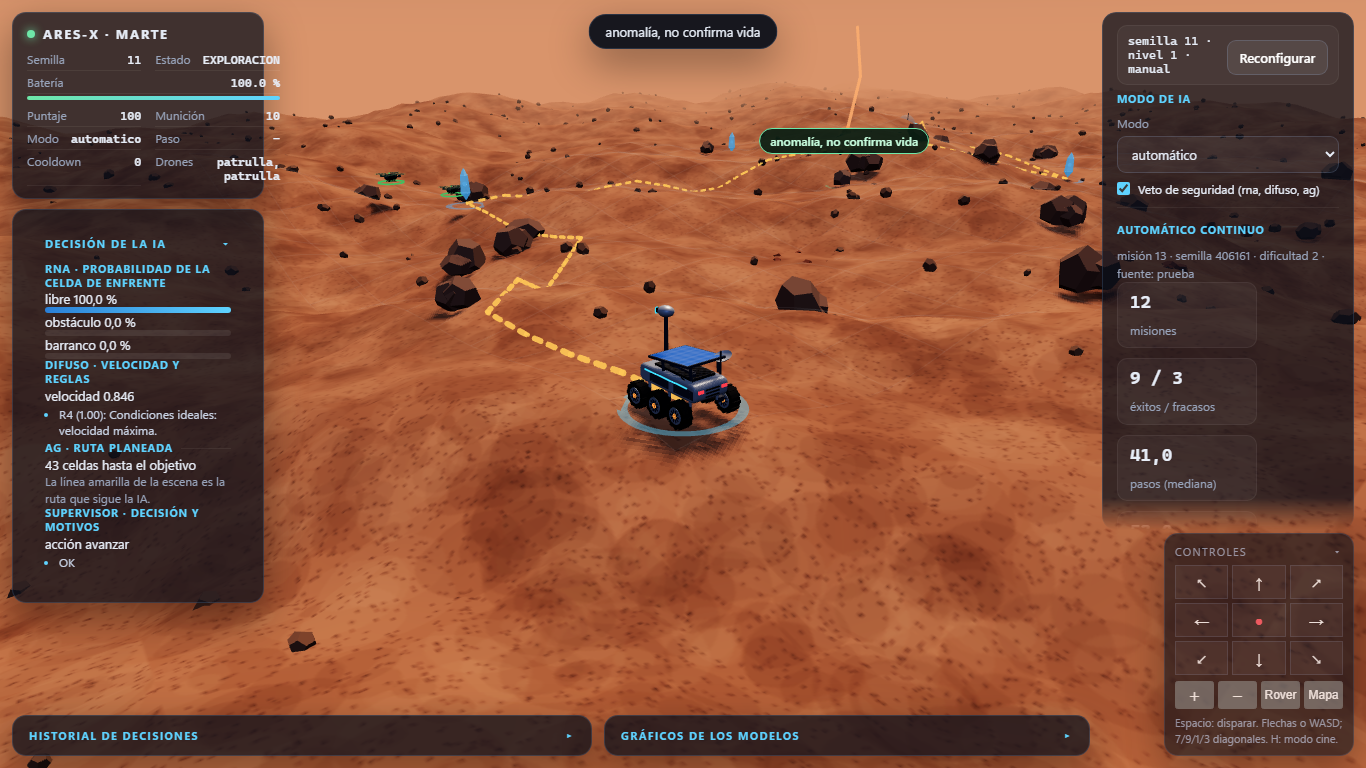 ARES-X · MARTE
Semilla 11 Estado EXPLORACION
Batería 100.0 %
Puntaje 100 Munición 10
Modo automatico Paso –
Cooldown 0 Drones patrulla,
patrulla
DECISIÓN DE LA IA
RNA · PROBABILIDAD DE LA
CELDA DE ENFRENTE
libre 100,0 %
obstáculo 0,0 %
barranco 0,0 %
DIFUSO · VELOCIDAD Y
REGLAS
velocidad 0.846
• R4 (1.00): Condiciones ideales:
velocidad máxima.
AG · RUTA PLANEADA
43 celdas hasta el objetivo
La línea amarilla de la escena es la
ruta que sigue la IA.
SUPERVISOR · DECISIÓN Y
MOTIVOS
acción avanzar
• OK
anomalía, no confirma vida
anomalía, no confirma vida
semilla 11 ·
nivel 1 ·
manual
Reconfigurar
MODO DE IA
Modo
automático
Veto de seguridad (rna, difuso, ag)
AUTOMÁTICO CONTINUO
misión 13 · semilla 406161 · dificultad 2 ·
fuente: prueba
12
misiones
9 / 3
éxitos / fracasos
41,0
pasos (mediana)
CONTROLES
↖ ↑ ↗
← ● →
↙ ↓ ↘
+ − Rover Mapa
Espacio: disparar. Flechas o WASD;
7/9/1/3 diagonales. H: modo cine.
HISTORIAL DE DECISIONES
GRÁFICOS DE LOS MODELOS